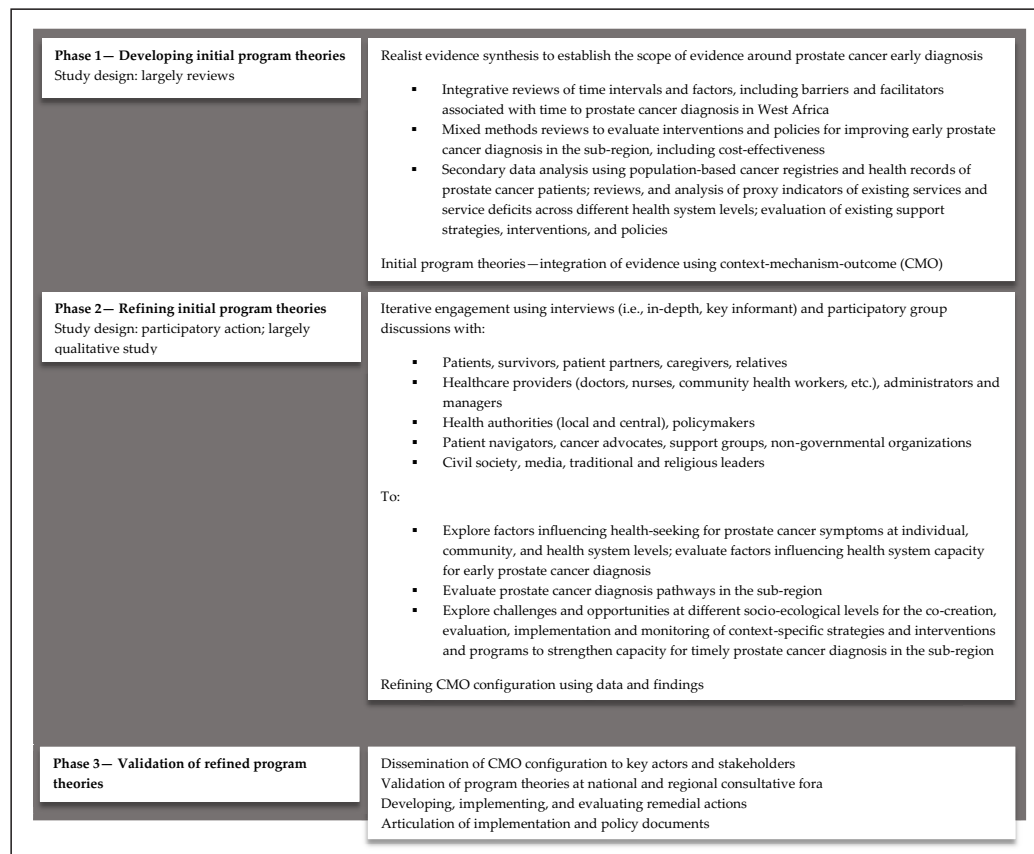 Phase 1— Developing initial program theories
Study design: largely reviews
Realist evidence synthesis to establish the scope of evidence around prostate cancer early diagnosis
▪ Integrative reviews of time intervals and factors, including barriers and facilitators
associated with time to prostate cancer diagnosis in West Africa
▪ Mixed methods reviews to evaluate interventions and policies for improving early prostate
cancer diagnosis in the sub-region, including cost-effectiveness
▪ Secondary data analysis using population-based cancer registries and health records of
prostate cancer patients; reviews, and analysis of proxy indicators of existing services and
service deficits across different health system levels; evaluation of existing support
strategies, interventions, and policies
Initial program theories—integration of evidence using context-mechanism-outcome (CMO)
Phase 2— Refining initial program theories
Study design: participatory action; largely
qualitative study
Iterative engagement using interviews (i.e., in-depth, key informant) and participatory group
discussions with:
▪ Patients, survivors, patient partners, caregivers, relatives
▪ Healthcare providers (doctors, nurses, community health workers, etc.), administrators and
managers
▪ Health authorities (local and central), policymakers
▪ Patient navigators, cancer advocates, support groups, non-governmental organizations
▪ Civil society, media, traditional and religious leaders
To:
▪ Explore factors influencing health-seeking for prostate cancer symptoms at individual,
community, and health system levels; evaluate factors influencing health system capacity
for early prostate cancer diagnosis
▪ Evaluate prostate cancer diagnosis pathways in the sub-region
▪ Explore challenges and opportunities at different socio-ecological levels for the co-creation,
evaluation, implementation and monitoring of context-specific strategies and interventions
and programs to strengthen capacity for timely prostate cancer diagnosis in the sub-region
Refining CMO configuration using data and findings
Phase 3— Validation of refined program
theories
Dissemination of CMO configuration to key actors and stakeholders
Validation of program theories at national and regional consultative fora
Developing, implementing, and evaluating remedial actions
Articulation of implementation and policy documents